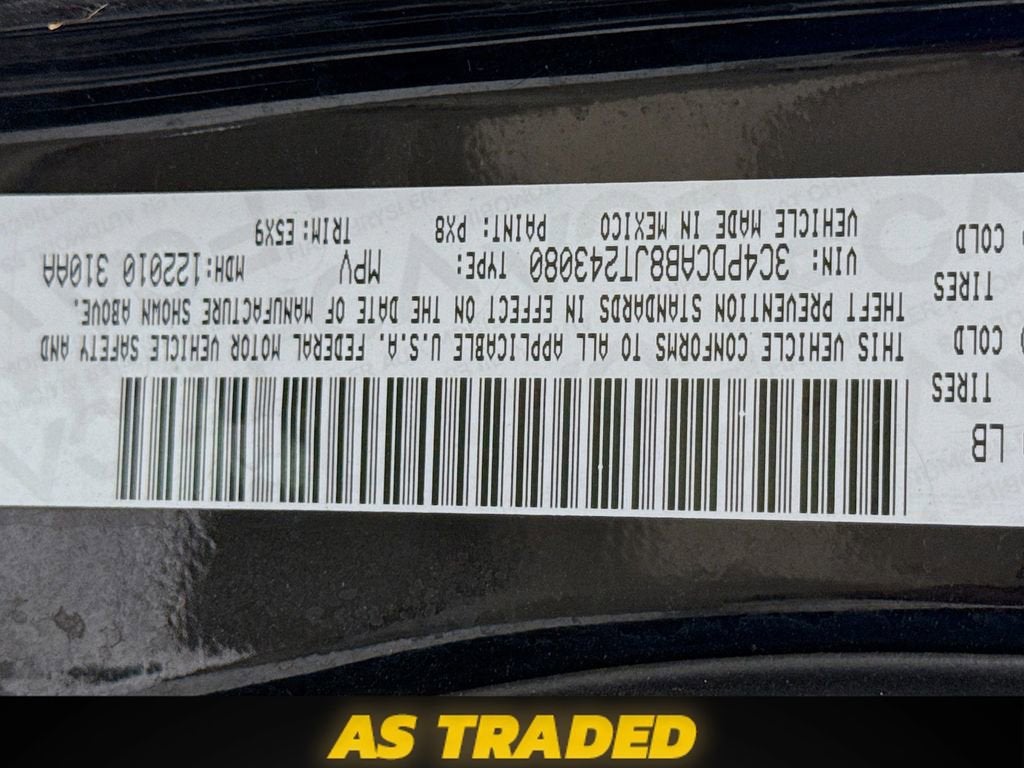 LB
TIRES
COLD
TIRES
COLD
THIS VEHICLE CONFORMS TO ALL APPLICABLE U.S.A. FEDERAL MOTOR VEHICLE SAFETY AND
THEFT PREVENTION STANDARDS IN EFFECT ON THE DATE OF MANUFACTURE SHOWN ABOVE.
VIN: 3C4PDCAB8JT243080 TYPE: MPV MDH:122010 310AA
VEHICLE MADE IN MEXICO PAINT: PX8 TRIM: E5X9
AS TRADED